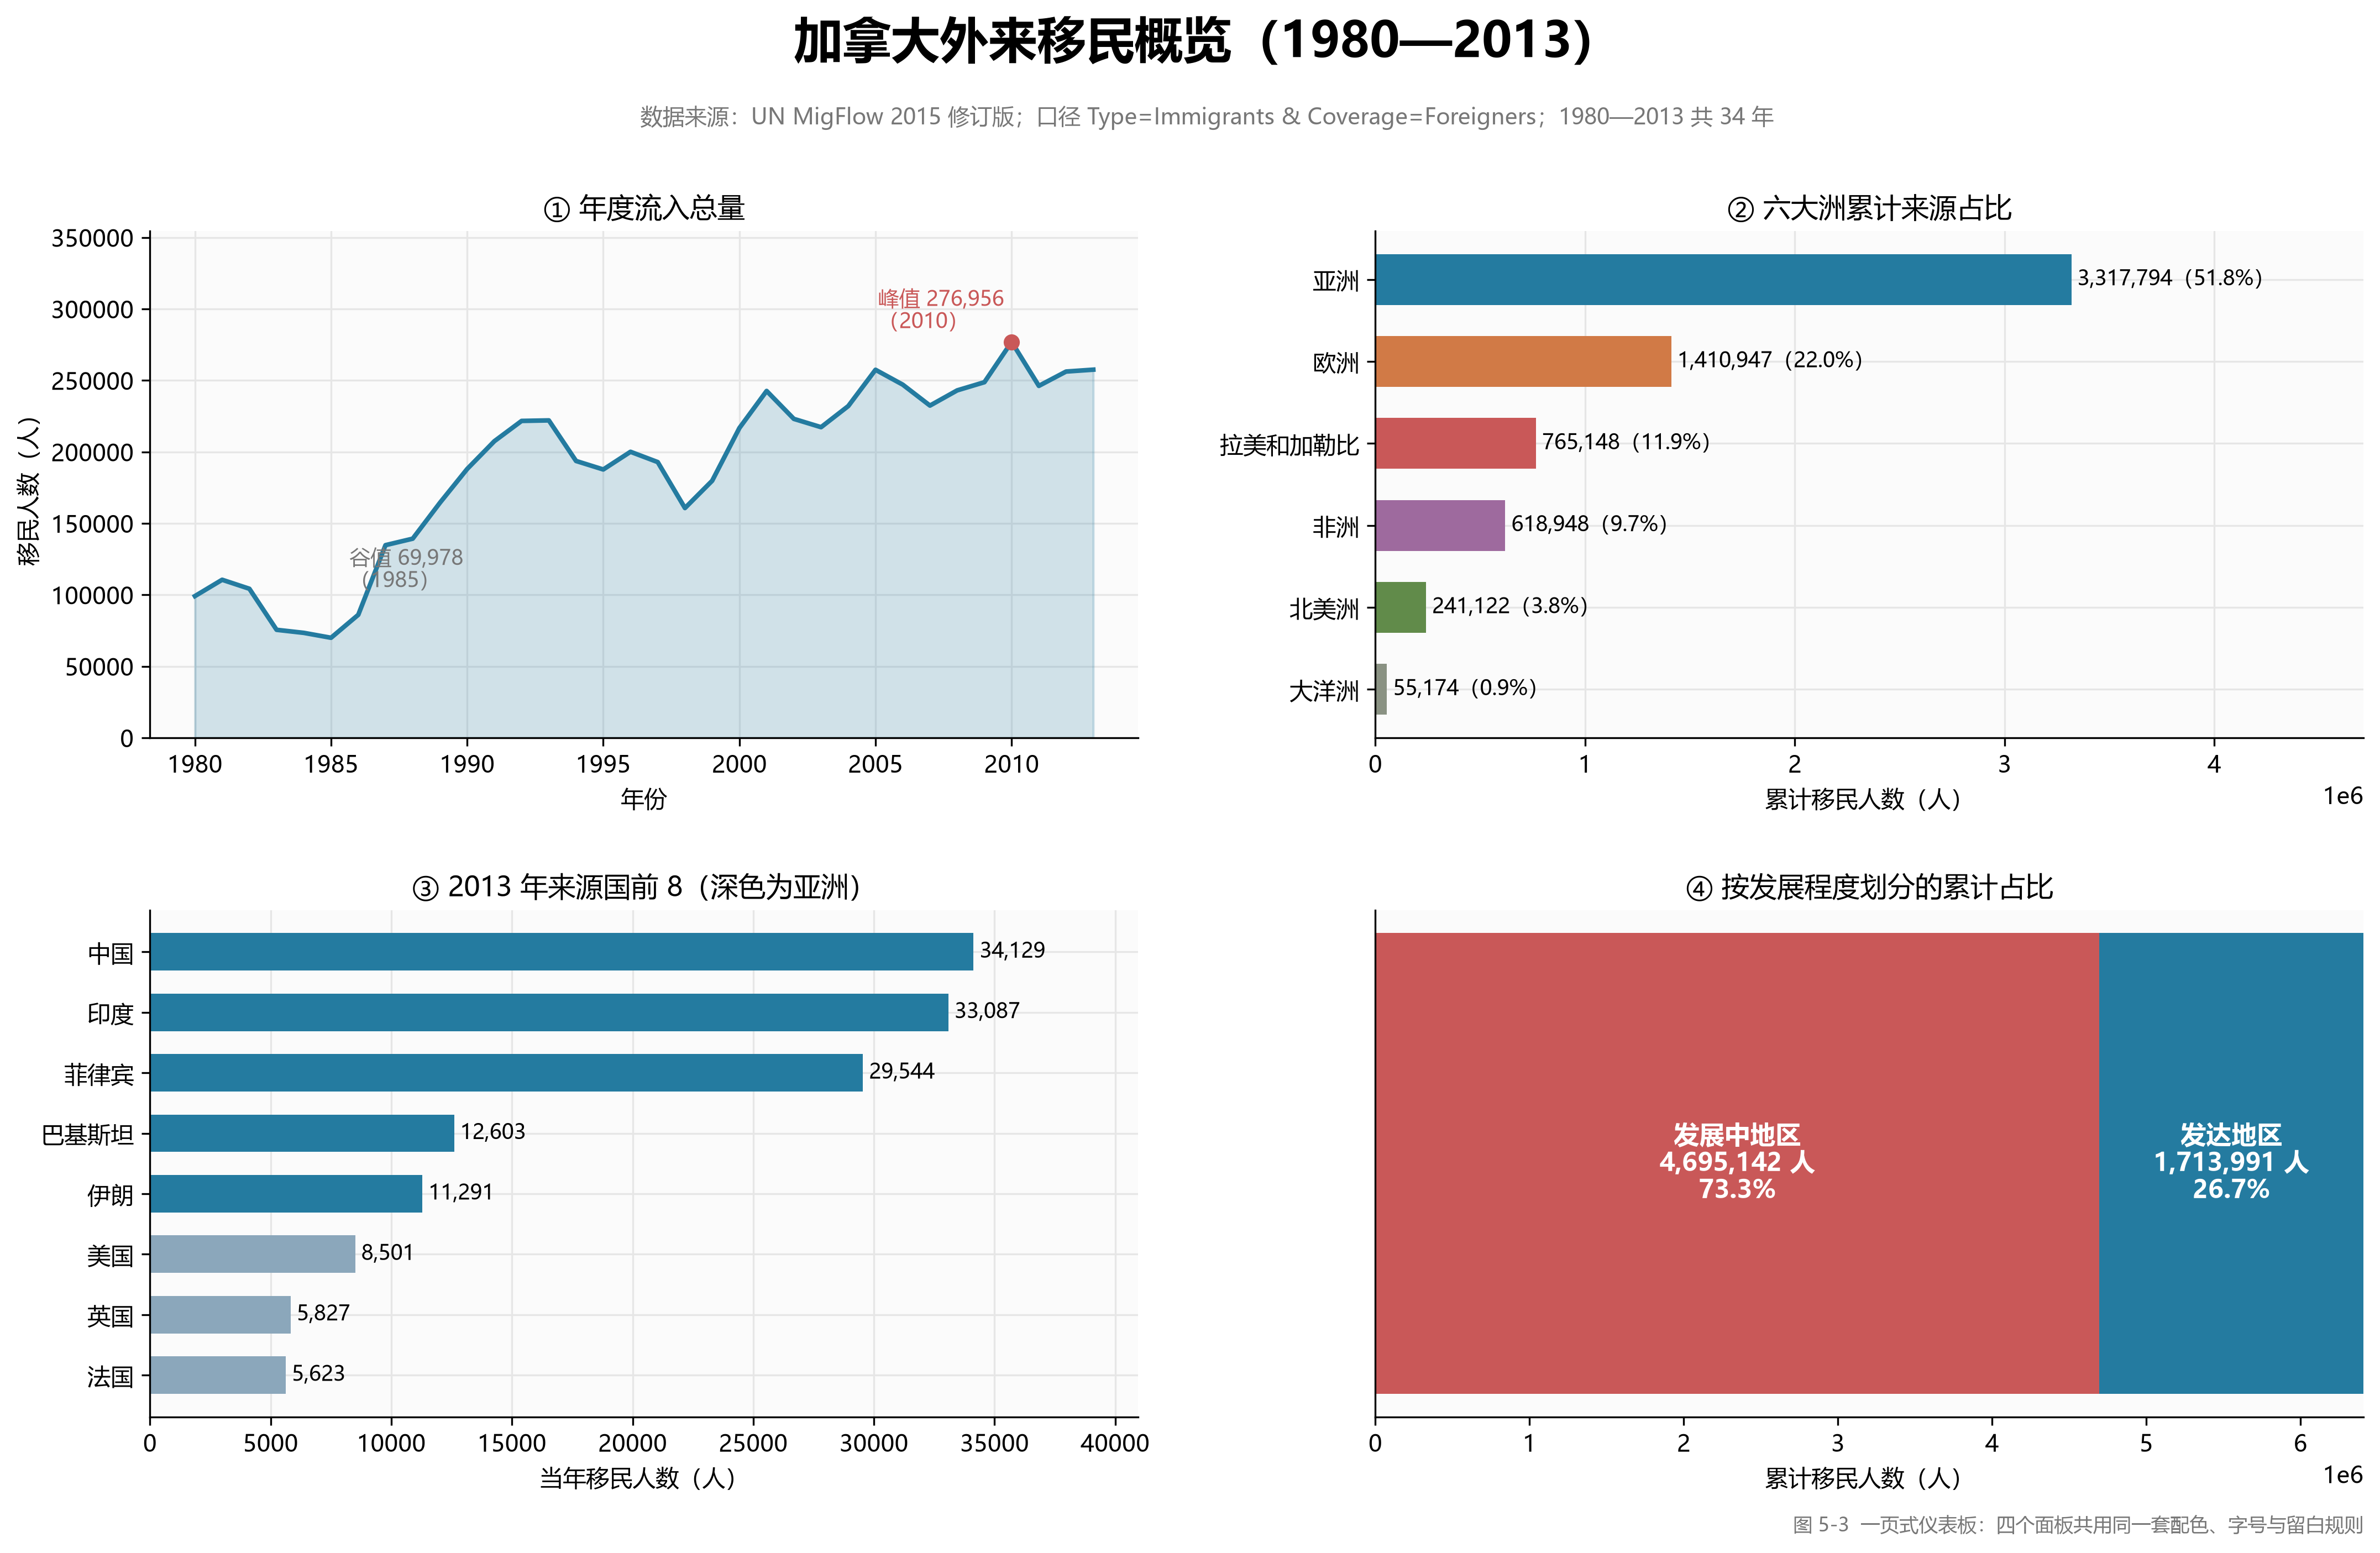 加拿大外来移民概览（1980—2013）
数据来源：UN MigFlow 2015 修订版；口径 Type=Immigrants & Coverage=Foreigners；1980—2013 共 34 年
① 年度流入总量
移民人数（人）
350000
300000
250000
200000
150000
100000
50000
0
峰值 276,956
（2010）
谷值 69,978
（1985）
1980 1985 1990 1995 2000 2005 2010
年份
② 六大洲累计来源占比
亚洲 3,317,794（51.8%）
欧洲 1,410,947（22.0%）
拉美和加勒比 765,148（11.9%）
非洲 618,948（9.7%）
北美洲 241,122（3.8%）
大洋洲 55,174（0.9%）
0 1 2 3 4
1e6
累计移民人数（人）
③ 2013 年来源国前 8（深色为亚洲）
中国 34,129
印度 33,087
菲律宾 29,544
巴基斯坦 12,603
伊朗 11,291
美国 8,501
英国 5,827
法国 5,623
0 5000 10000 15000 20000 25000 30000 35000 40000
当年移民人数（人）
④ 按发展程度划分的累计占比
发展中地区
4,695,142 人
73.3%
发达地区
1,713,991 人
26.7%
0 1 2 3 4 5 6
1e6
累计移民人数（人）
图 5-3 一页式仪表板：四个面板共用同一套配色、字号与留白规则